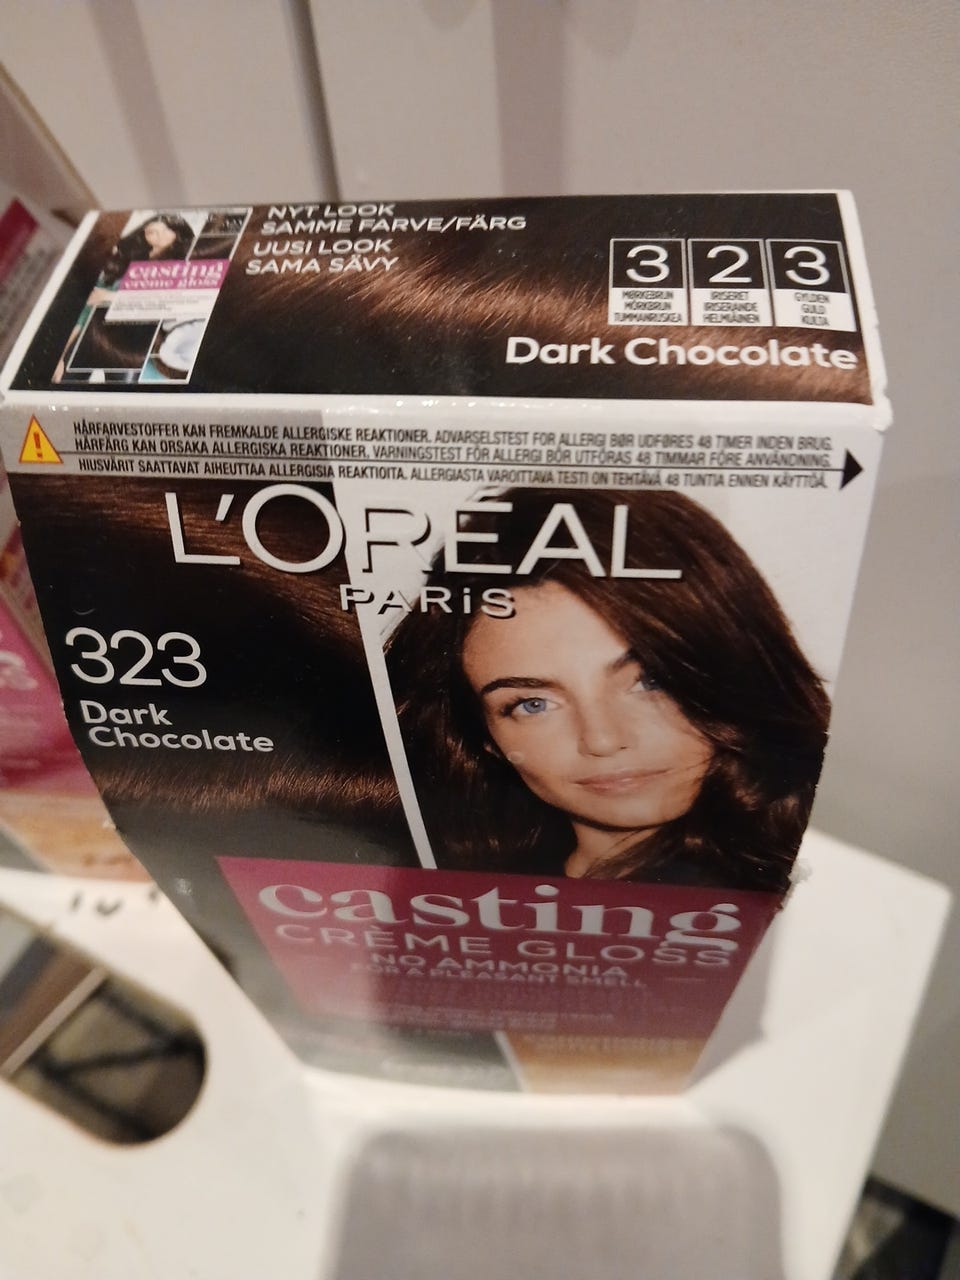 NYT LOOK
SAMME FARVE/FÄRG
UUSI LOOK
SAMA SÄVY
casting
crème gloss
3 2 3
MØRKEBRUN
MÖRKBRUN
TUMMANRUSKEA
IRISERET
IRISERANDE
HELMIÄINEN
GYLDEN
GULD
KULTA
Dark Chocolate
HÅRFARVESTOFFER KAN FREMKALDE ALLERGISKE REAKTIONER. ADVARSELSTEST FOR ALLERGI BØR UDFØRES 48 TIMER INDEN BRUG.
HÅRFÄRG KAN ORSAKA ALLERGISKA REAKTIONER. VARNINGSTEST FÖR ALLERGI BÖR UTFÖRAS 48 TIMMAR FÖRE ANVÄNDNING.
HIUSVÄRIT SAATTAVAT AIHEUTTAA ALLERGISIA REAKTIOITA. ALLERGIASTA VAROITTAVA TESTI ON TEHTÄVÄ 48 TUNTIA ENNEN KÄYTTÖÄ.
L'ORÉAL
PARiS
323
Dark
Chocolate
casting
CRÈME GLOSS
NO AMMONIA
FOR A PLEASANT SMELL